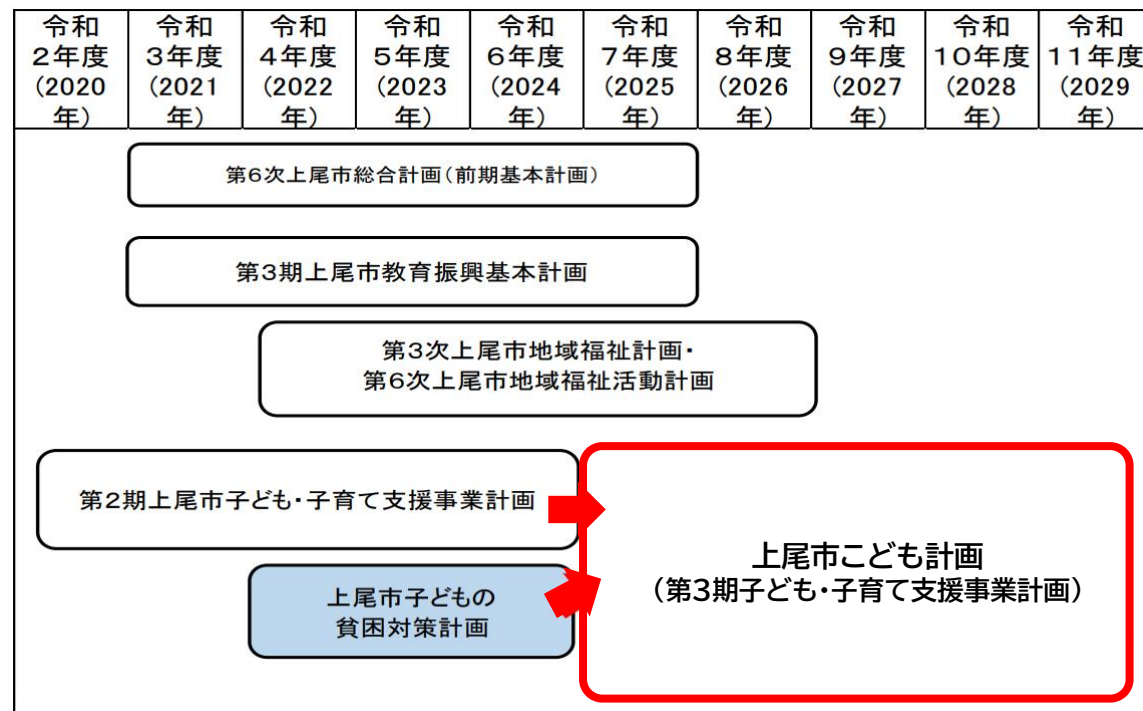 令和
2年度
(2020
年)
令和
3年度
(2021
年)
令和
4年度
(2022
年)
令和
5年度
(2023
年)
令和
6年度
(2024
年)
令和
7年度
(2025
年)
令和
8年度
(2026
年)
令和
9年度
(2027
年)
令和
10年度
(2028
年)
令和
11年度
(2029
年)
第6次上尾市総合計画(前期基本計画)
第3期上尾市教育振興基本計画
第3次上尾市地域福祉計画・
第6次上尾市地域福祉活動計画
第2期上尾市子ども・子育て支援事業計画
上尾市子どもの
貧困対策計画
上尾市こども計画
(第3期子ども・子育て支援事業計画)